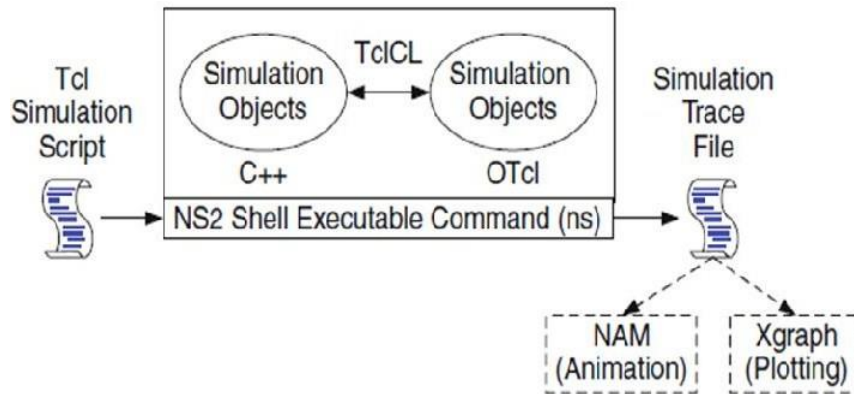 Tcl
Simulation
Script
TclCL
Simulation
Objects
C++
Simulation
Objects
OTcl
NS2 Shell Executable Command (ns)
Simulation
Trace
File
NAM
(Animation)
Xgraph
(Plotting)